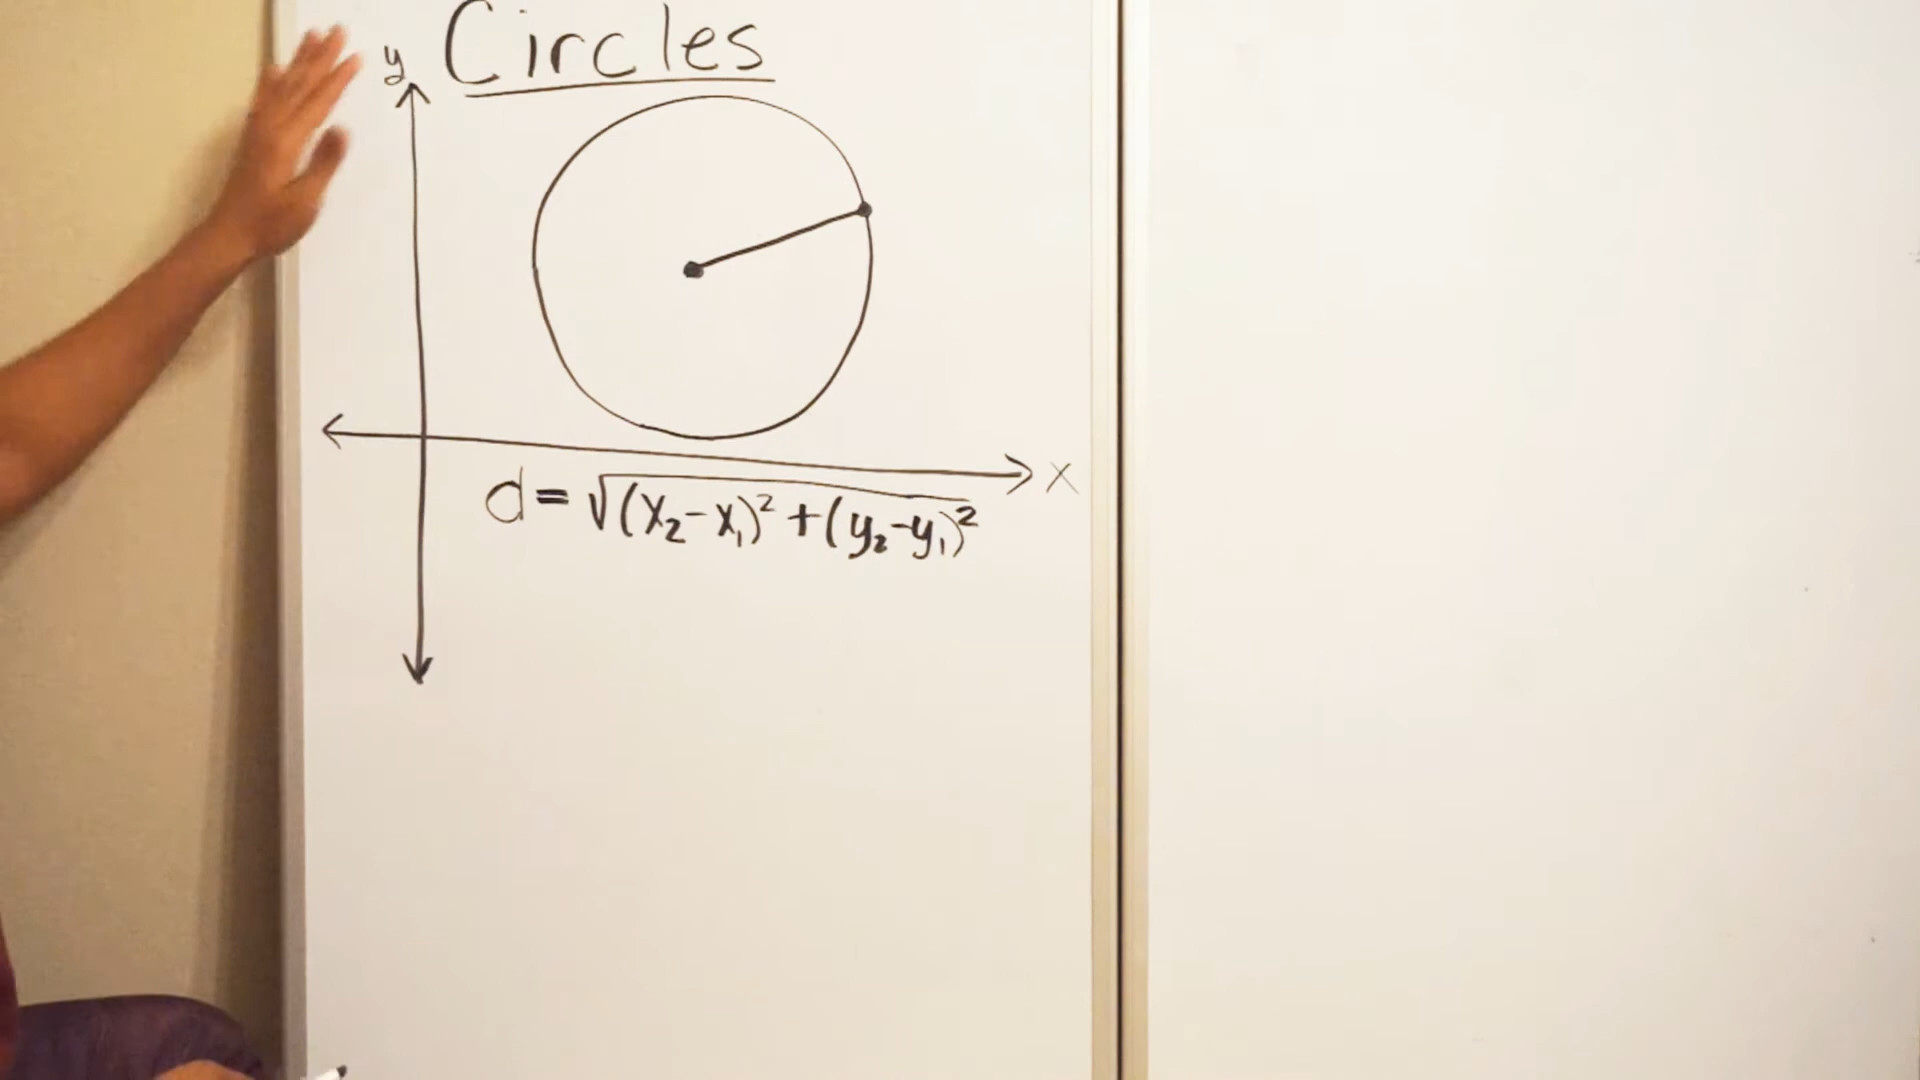 Circles
y
x
d = √(x₂-x₁)² + (y₂-y₁)²